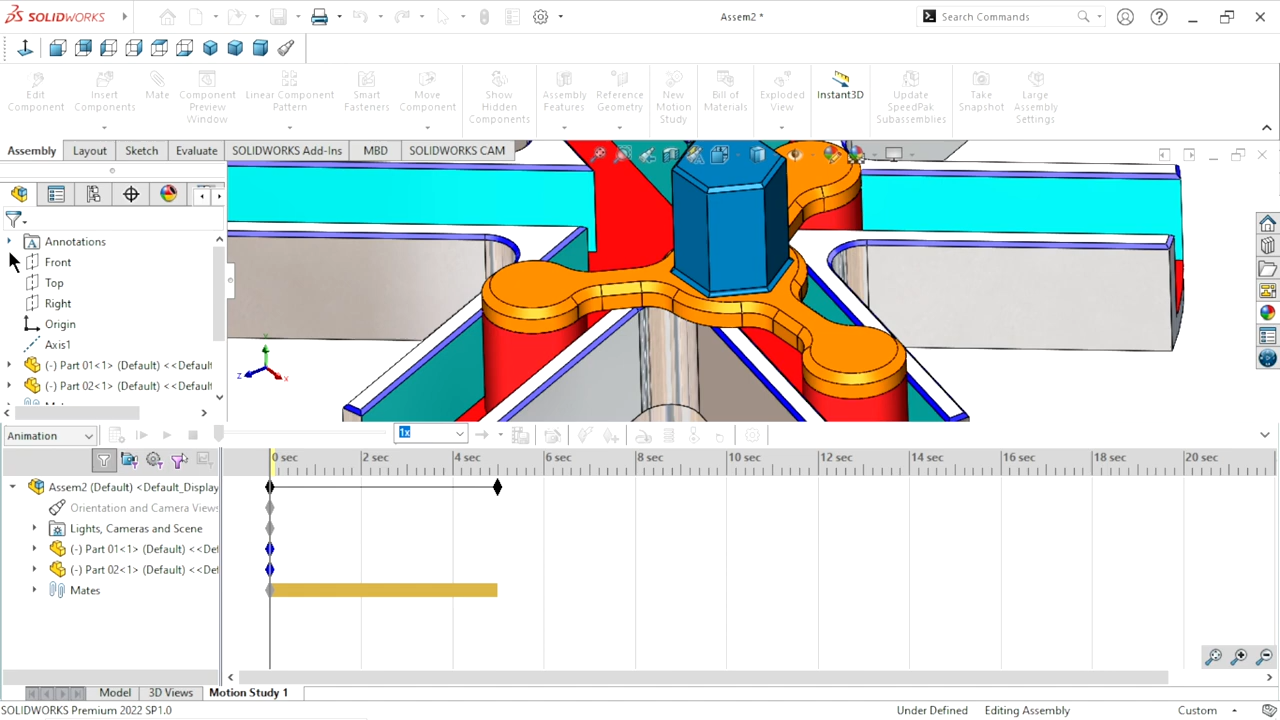 SOLIDWORKS
Assem2 *
Search Commands
Edit Component
Insert Components
Mate
Component Preview Window
Linear Component Pattern
Smart Fasteners
Move Component
Show Hidden Components
Assembly Features
Reference Geometry
New Motion Study
Bill of Materials
Exploded View
Instant3D
Update SpeedPak Subassemblies
Take Snapshot
Large Assembly Settings
Assembly Layout Sketch Evaluate SOLIDWORKS Add-Ins MBD SOLIDWORKS CAM
Annotations
Front
Top
Right
Origin
Axis1
(-) Part 01<1> (Default) <<Default
(-) Part 02<1> (Default) <<Default
Y
Z X
Animation
1x
0 sec 2 sec 4 sec 6 sec 8 sec 10 sec 12 sec 14 sec 16 sec 18 sec 20 sec
Assem2 (Default) <Default_Display
Orientation and Camera Views
Lights, Cameras and Scene
(-) Part 01<1> (Default) <<Def
(-) Part 02<1> (Default) <<Def
Mates
Model 3D Views Motion Study 1
SOLIDWORKS Premium 2022 SP1.0
Under Defined Editing Assembly Custom